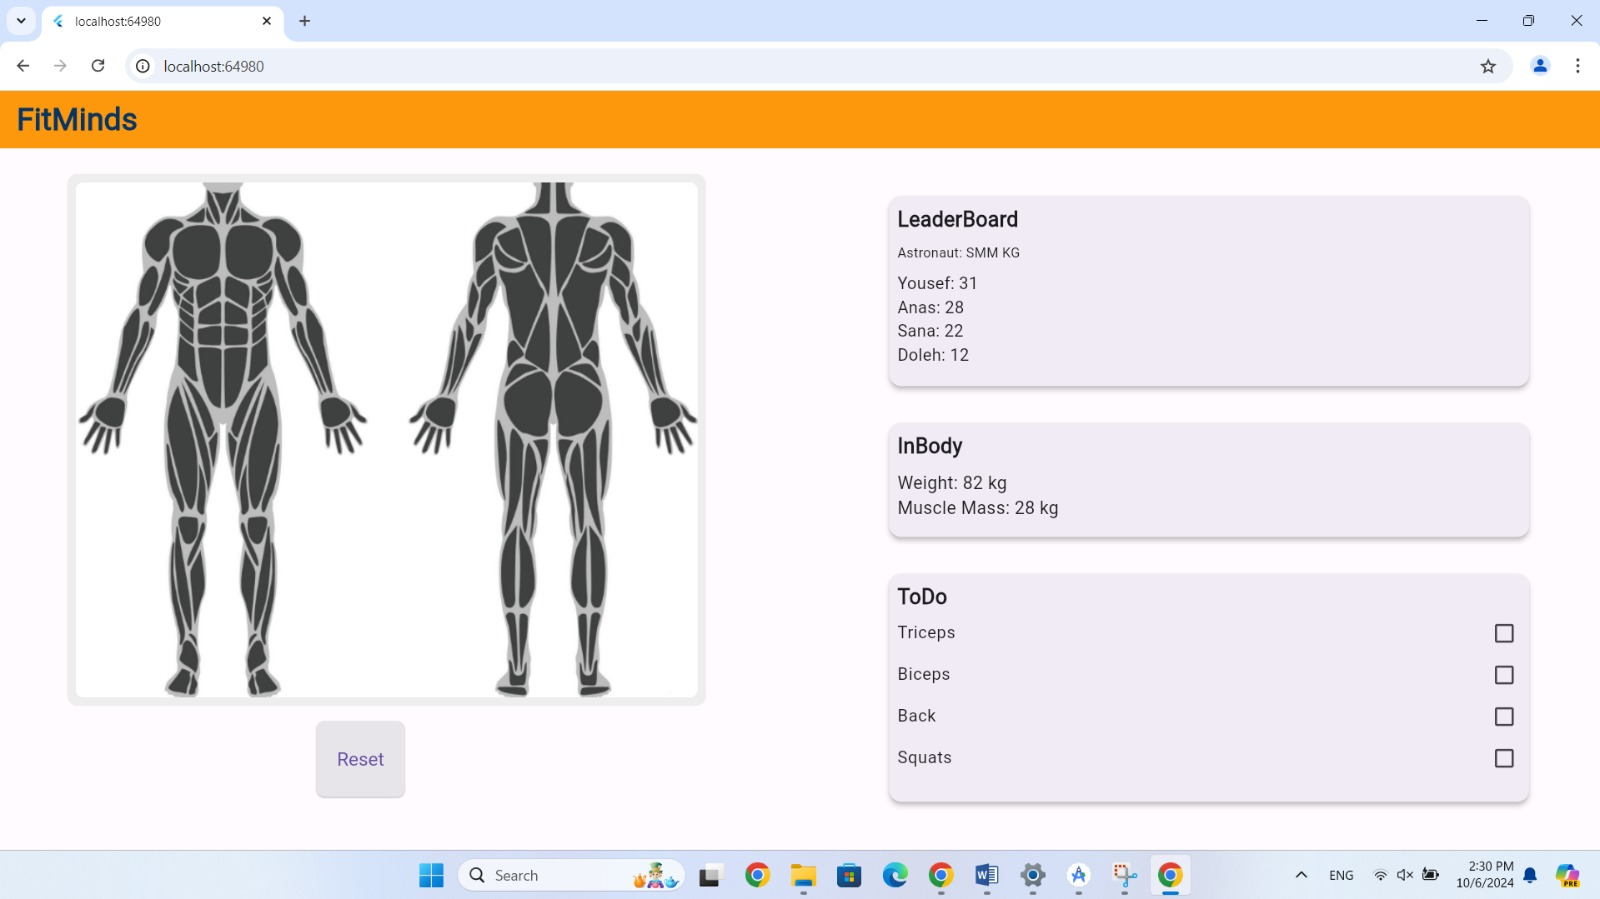 localhost:64980
localhost:64980
FitMinds
LeaderBoard
Astronaut: SMM KG
Yousef: 31
Anas: 28
Sana: 22
Doleh: 12
InBody
Weight: 82 kg
Muscle Mass: 28 kg
ToDo
Triceps
Biceps
Back
Squats
Reset
Search
ENG
2:30 PM
10/6/2024
PRE